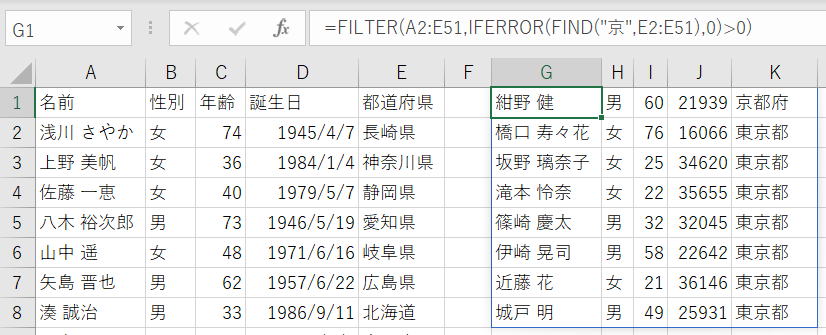 G1 fx =FILTER(A2:E51,IFERROR(FIND("京",E2:E51),0)>0)
A B C D E F G H I J K
1 名前 性別 年齢 誕生日 都道府県 紺野 健 男 60 21939 京都府
2 浅川 さやか 女 74 1945/4/7 長崎県 橋口 寿々花 女 76 16066 東京都
3 上野 美帆 女 36 1984/1/4 神奈川県 坂野 璃奈子 女 25 34620 東京都
4 佐藤 一恵 女 40 1979/5/7 静岡県 滝本 怜奈 女 22 35655 東京都
5 八木 裕次郎 男 73 1946/5/19 愛知県 篠崎 慶太 男 32 32045 東京都
6 山中 遥 女 48 1971/6/16 岐阜県 伊崎 晃司 男 58 22642 東京都
7 矢島 晋也 男 62 1957/6/22 広島県 近藤 花 女 21 36146 東京都
8 湊 誠治 男 33 1986/9/11 北海道 城戸 明 男 49 25931 東京都